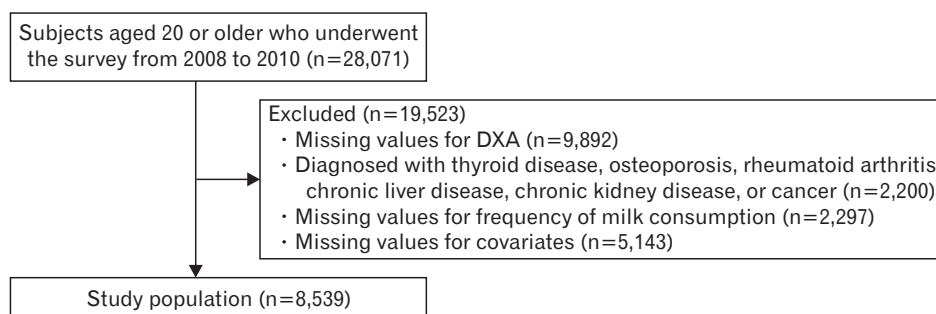 Subjects aged 20 or older who underwent
the survey from 2008 to 2010 (n=28,071)
Excluded (n=19,523)
· Missing values for DXA (n=9,892)
· Diagnosed with thyroid disease, osteoporosis, rheumatoid arthritis
chronic liver disease, chronic kidney disease, or cancer (n=2,200)
· Missing values for frequency of milk consumption (n=2,297)
· Missing values for covariates (n=5,143)
Study population (n=8,539)